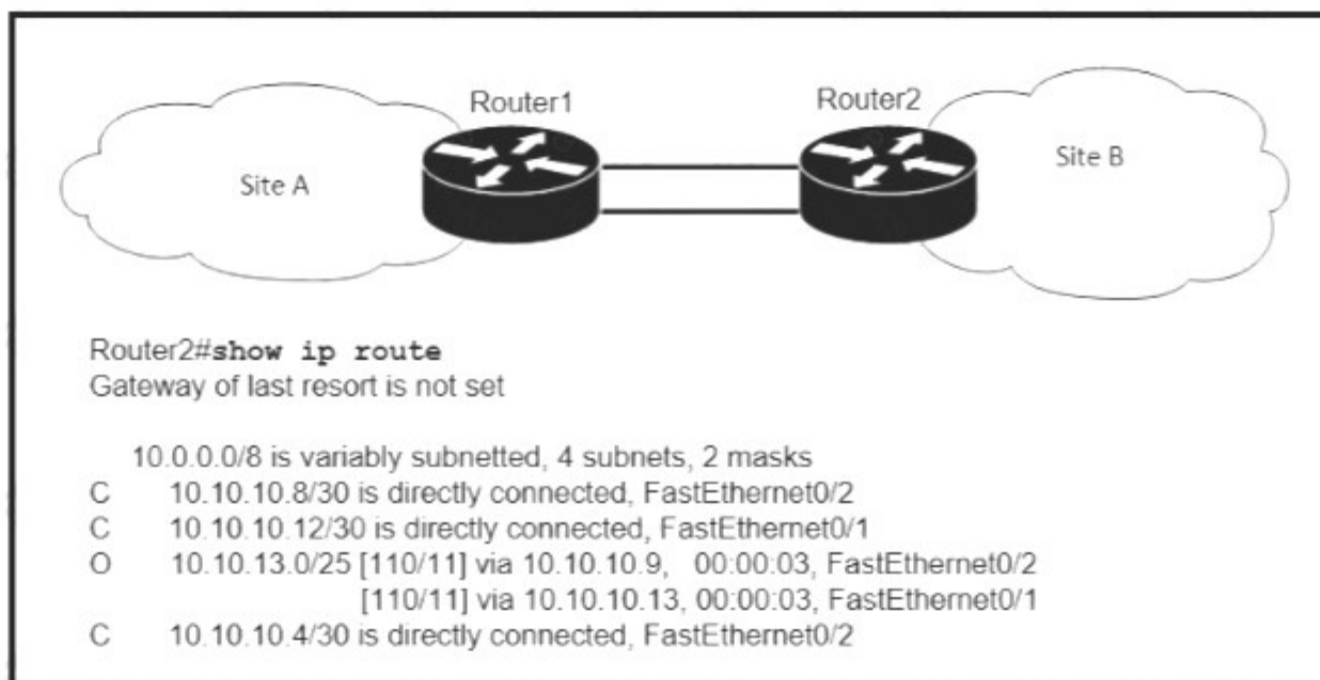 Router1
Router2
Site A
Site B
Router2#show ip route
Gateway of last resort is not set
10.0.0.0/8 is variably subnetted, 4 subnets, 2 masks
C 10.10.10.8/30 is directly connected, FastEthernet0/2
C 10.10.10.12/30 is directly connected, FastEthernet0/1
O 10.10.13.0/25 [110/11] via 10.10.10.9, 00:00:03, FastEthernet0/2
[110/11] via 10.10.10.13, 00:00:03, FastEthernet0/1
C 10.10.10.4/30 is directly connected, FastEthernet0/2